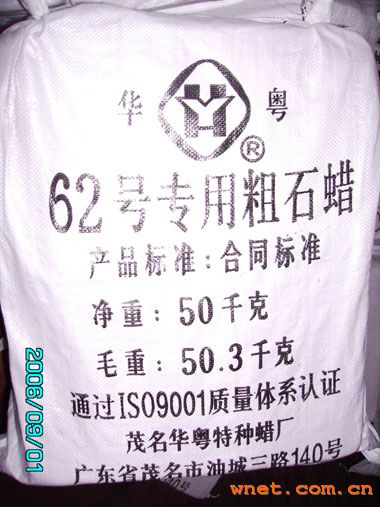 华 粤
®
62号专用粗石蜡
产品标准:合同标准
净重:50千克
毛重:50.3千克
通过ISO9001质量体系认证
茂名华粤特种蜡厂
广东省茂名市油城三路140号
2006/09/01
wnet.com.cn